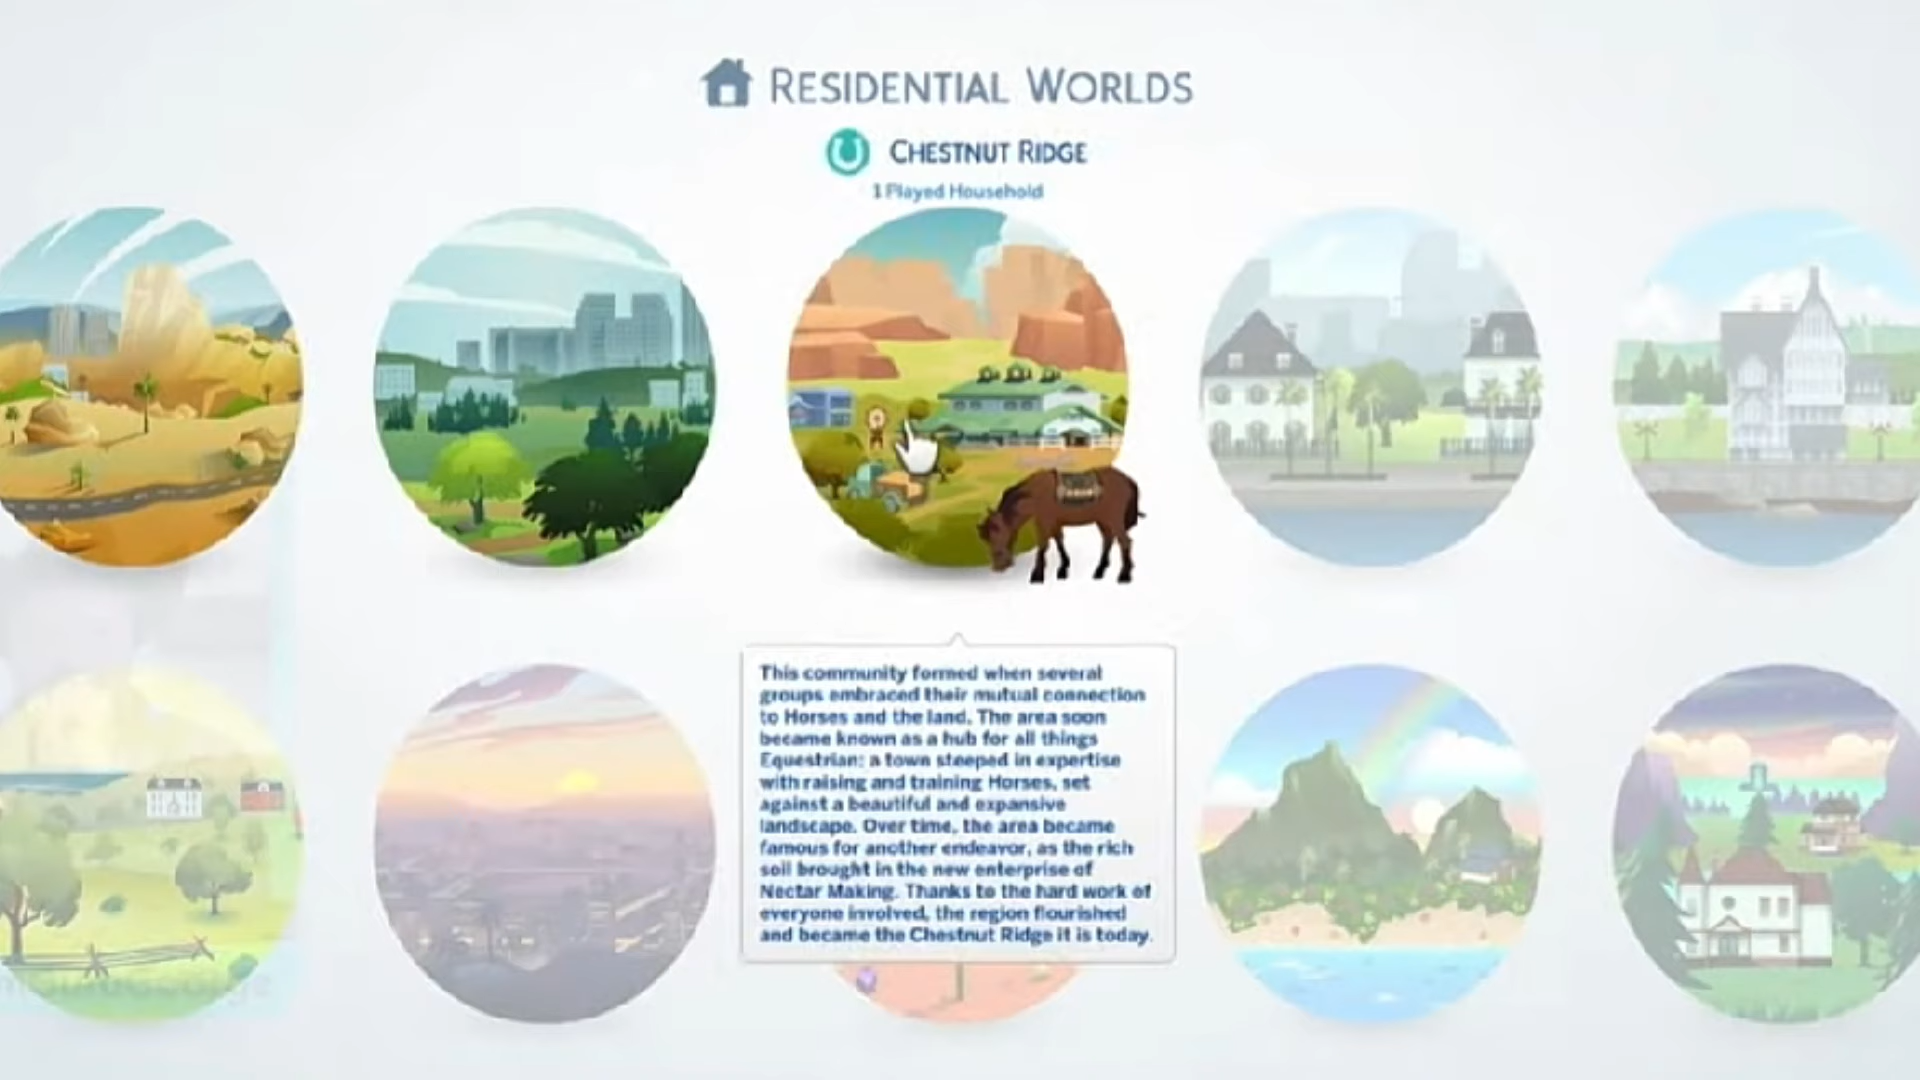 RESIDENTIAL WORLDS
CHESTNUT RIDGE
1 Played Household
This community formed when several
groups embraced their mutual connection
to Horses and the land. The area soon
became known as a hub for all things
Equestrian: a town steeped in expertise
with raising and training Horses, set
against a beautiful and expansive
landscape. Over time, the area became
famous for another endeavor, as the rich
soil brought in the new enterprise of
Nectar Making. Thanks to the hard work of
everyone involved, the region flourished
and became the Chestnut Ridge it is today.